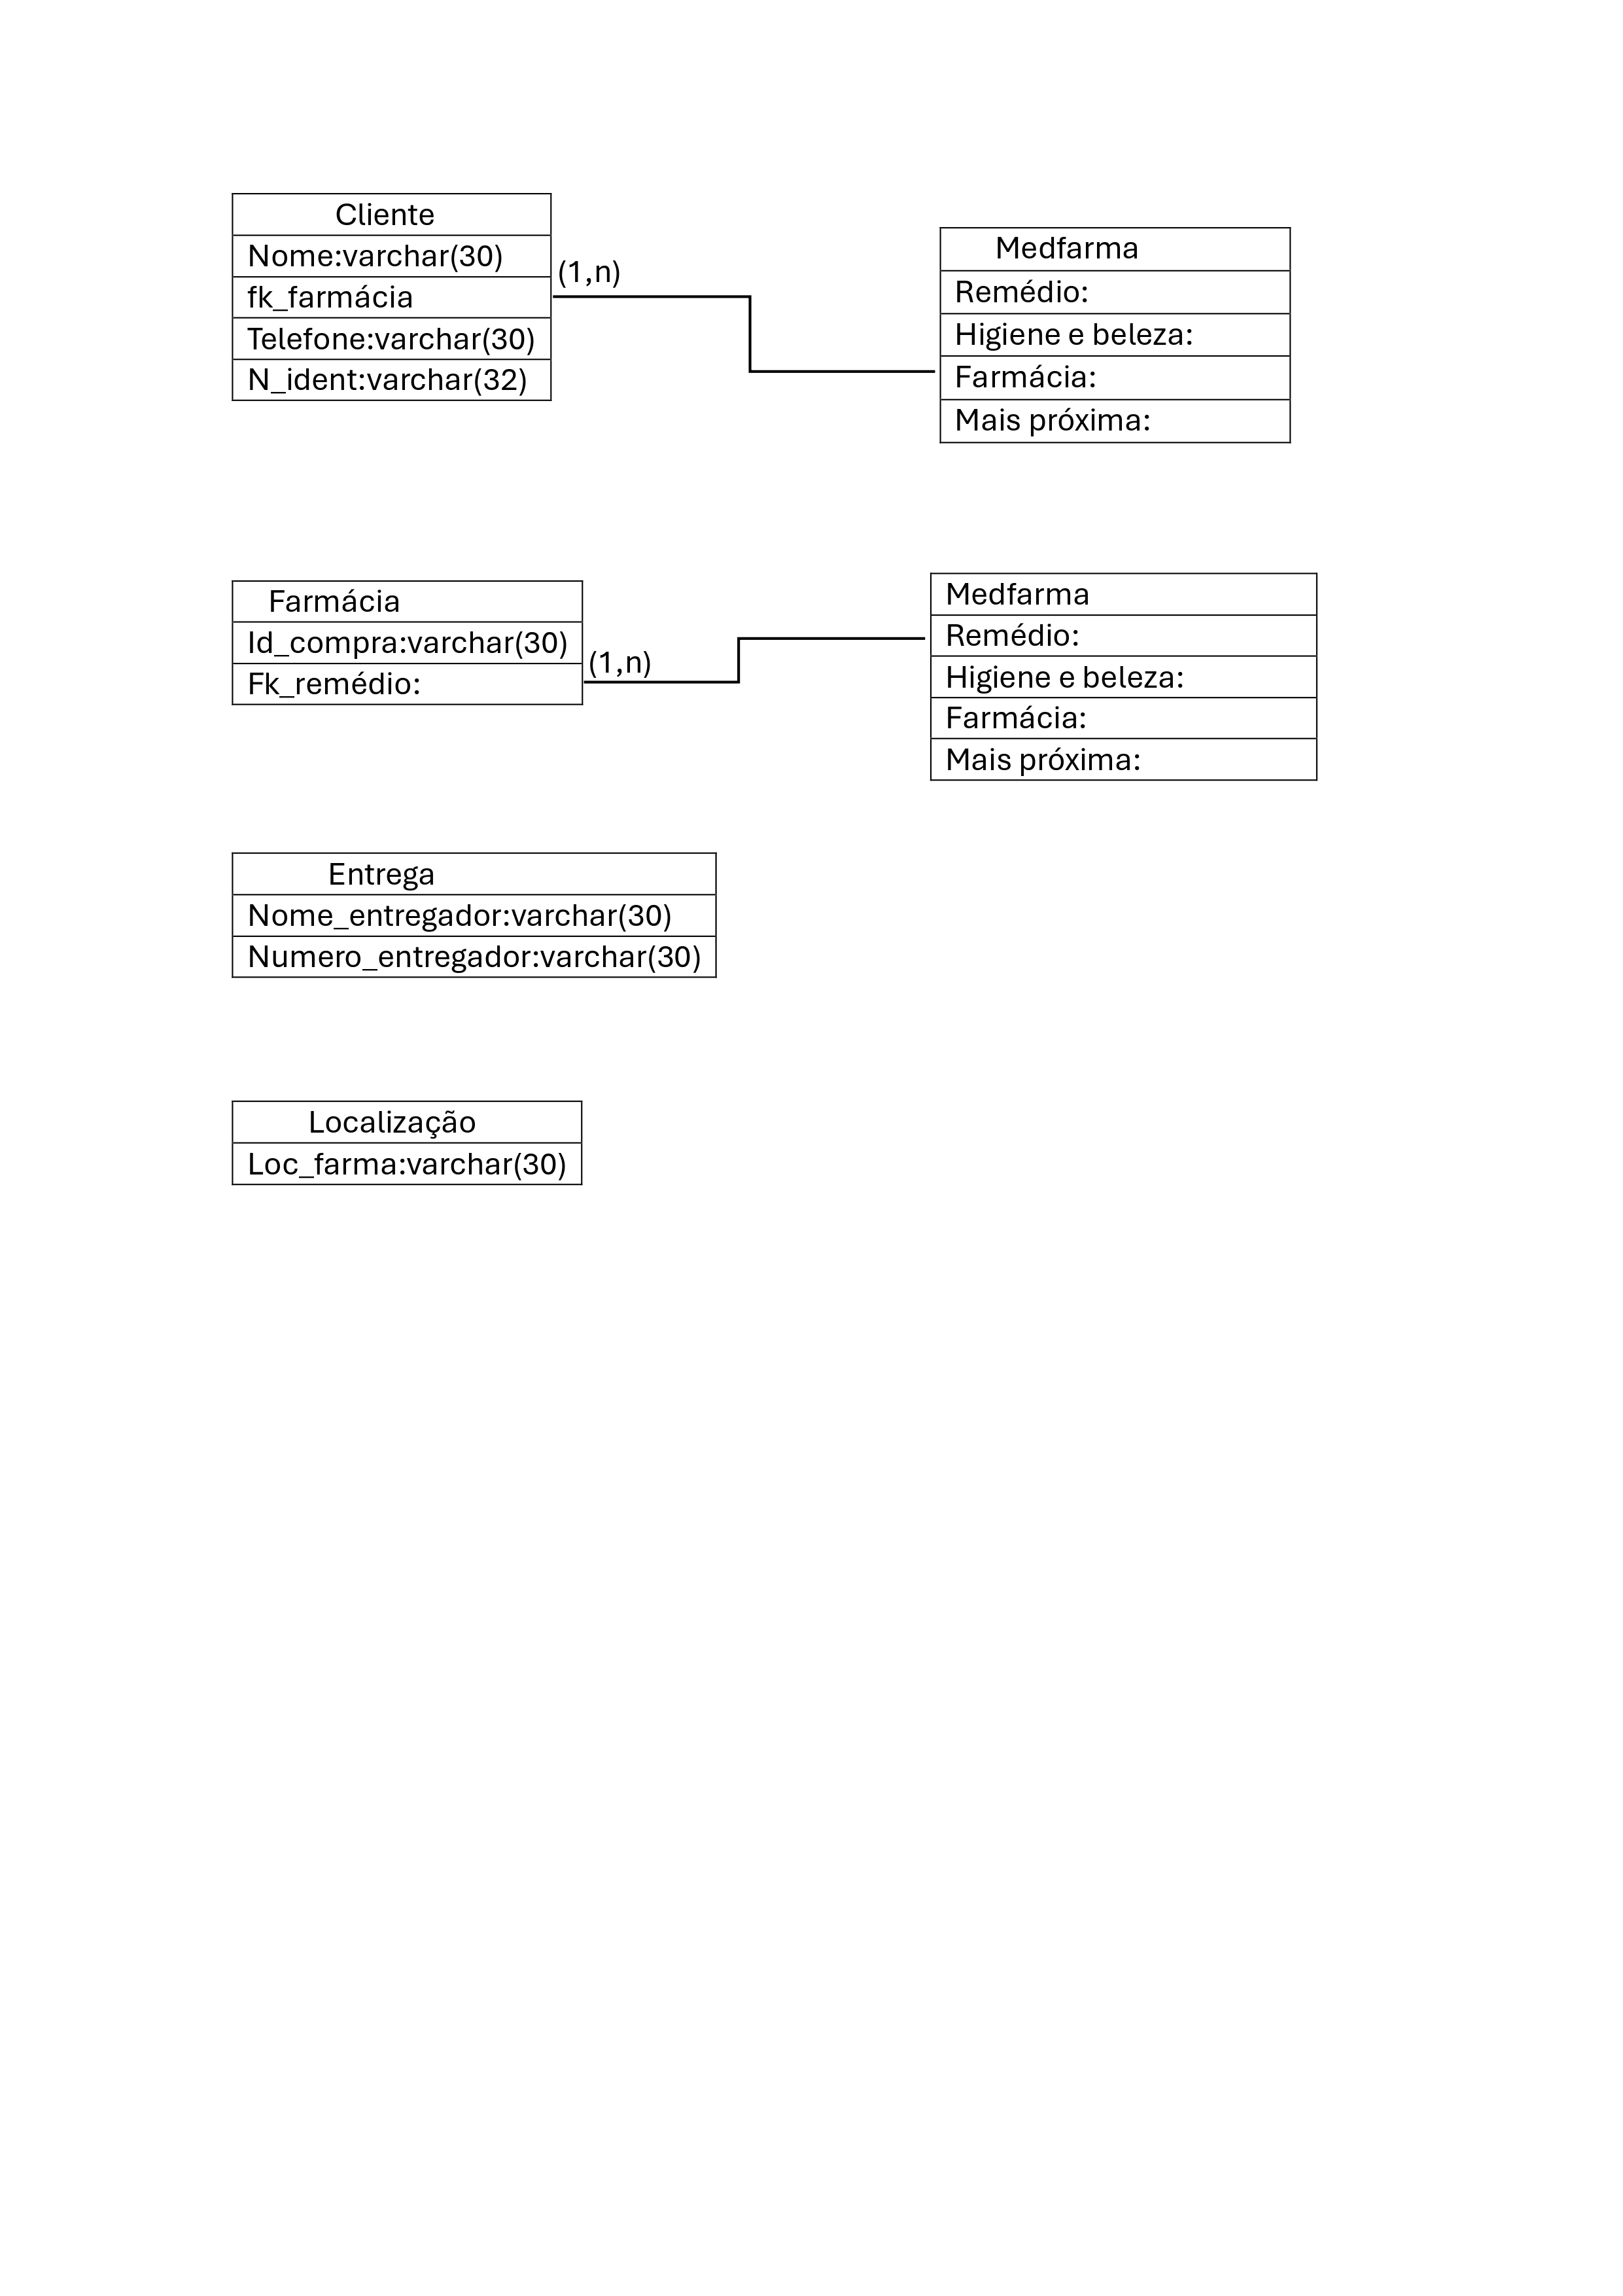 Cliente
Nome:varchar(30)
fk_farmácia
Telefone:varchar(30)
N_ident:varchar(32)
(1,n)
Medfarma
Remédio:
Higiene e beleza:
Farmácia:
Mais próxima:
Farmácia
Id_compra:varchar(30)
Fk_remédio:
(1,n)
Medfarma
Remédio:
Higiene e beleza:
Farmácia:
Mais próxima:
Entrega
Nome_entregador:varchar(30)
Numero_entregador:varchar(30)
Localização
Loc_farma:varchar(30)